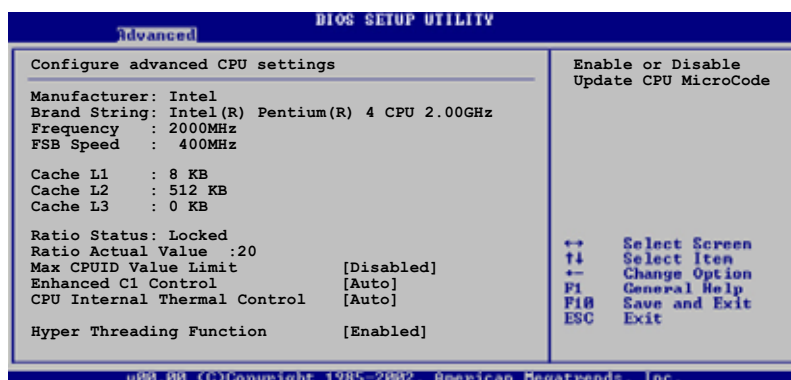 BIOS SETUP UTILITY
Advanced
Configure advanced CPU settings
Manufacturer: Intel
Brand String: Intel(R) Pentium(R) 4 CPU 2.00GHz
Frequency : 2000MHz
FSB Speed : 400MHz
Cache L1 : 8 KB
Cache L2 : 512 KB
Cache L3 : 0 KB
Ratio Status: Locked
Ratio Actual Value :20
Max CPUID Value Limit [Disabled]
Enhanced C1 Control [Auto]
CPU Internal Thermal Control [Auto]
Hyper Threading Function [Enabled]
Enable or Disable
Update CPU MicroCode
↔ Select Screen
↑↓ Select Item
+- Change Option
F1 General Help
F10 Save and Exit
ESC Exit
v00.00 (C)Copyright 1985-2002, American Megatrends, Inc.